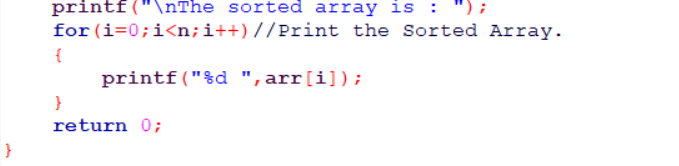 printf("\nThe sorted array is : ");
for(i=0;i<n;i++)//Print the Sorted Array.
{
printf("%d ",arr[i]);
}
return 0;
}